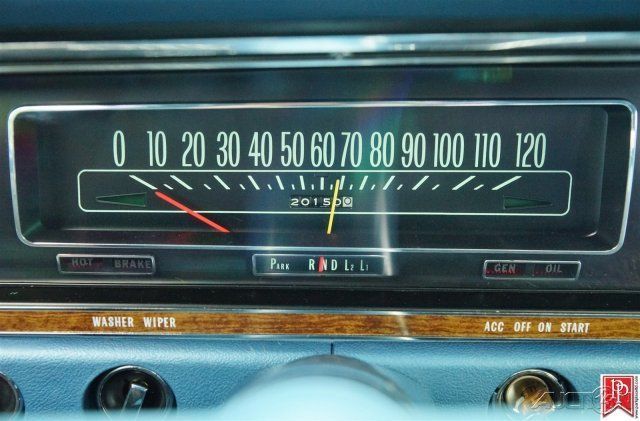 0 10 20 30 40 50 60 70 80 90 100 110 120
20150 0
HOT BRAKE
PARK R N D L2 L1
GEN OIL
WASHER WIPER
ACC OFF ON START